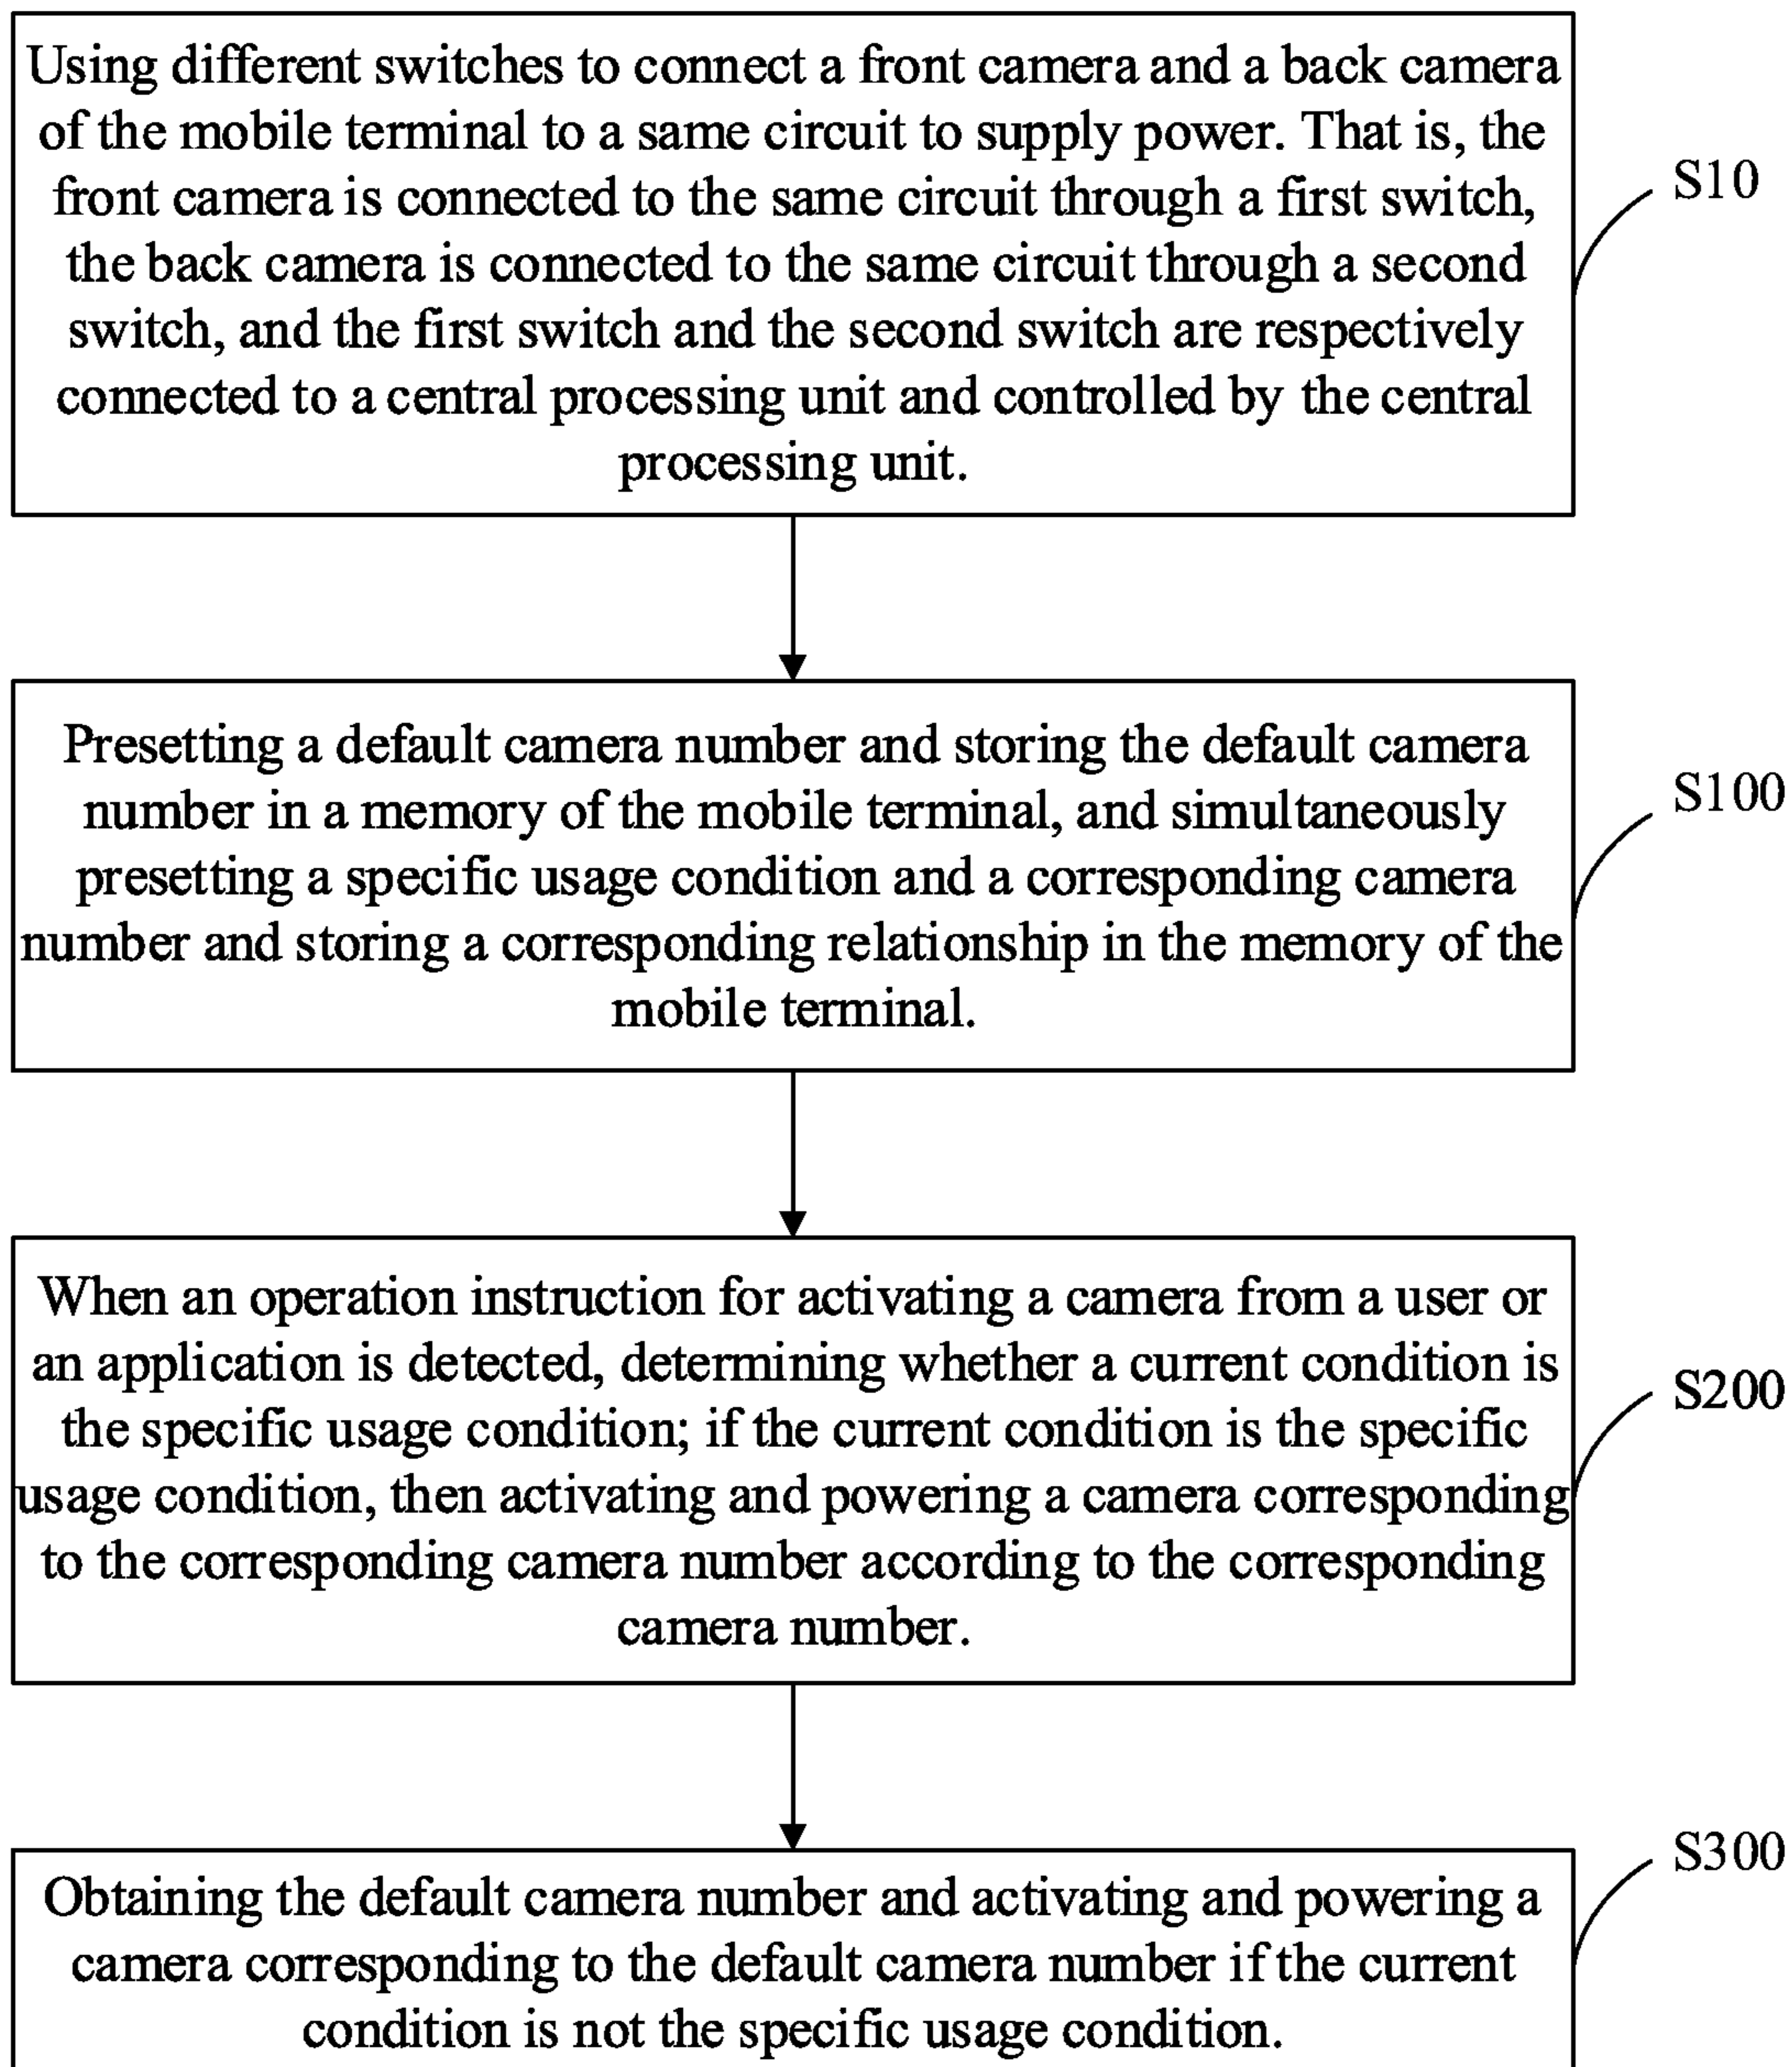 Using different switches to connect a front camera and a back camera
of the mobile terminal to a same circuit to supply power. That is, the
front camera is connected to the same circuit through a first switch,
the back camera is connected to the same circuit through a second
switch, and the first switch and the second switch are respectively
connected to a central processing unit and controlled by the central
processing unit.
S10
Presetting a default camera number and storing the default camera
number in a memory of the mobile terminal, and simultaneously
presetting a specific usage condition and a corresponding camera
number and storing a corresponding relationship in the memory of the
mobile terminal.
S100
When an operation instruction for activating a camera from a user or
an application is detected, determining whether a current condition is
the specific usage condition; if the current condition is the specific
usage condition, then activating and powering a camera corresponding
to the corresponding camera number according to the corresponding
camera number.
S200
Obtaining the default camera number and activating and powering a
camera corresponding to the default camera number if the current
condition is not the specific usage condition.
S300